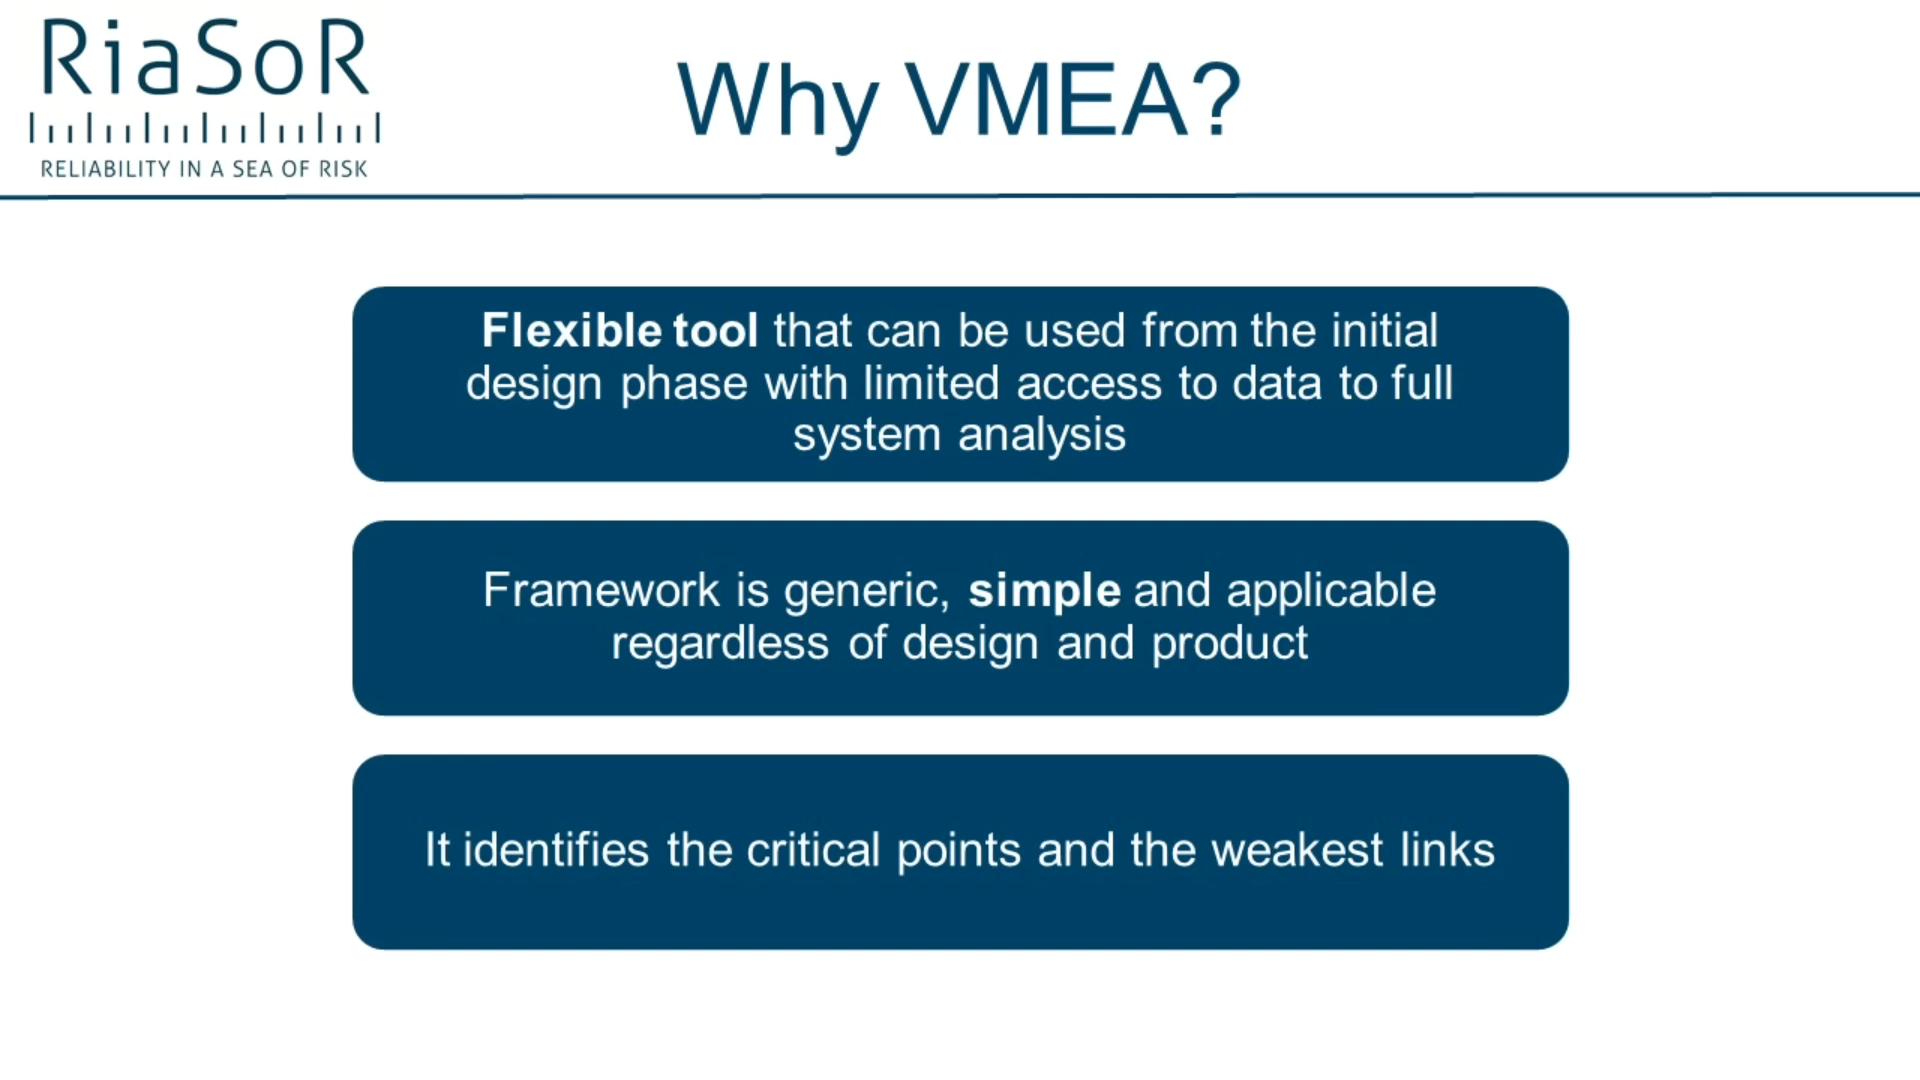 RiaSoR
RELIABILITY IN A SEA OF RISK
Why VMEA?
Flexible tool that can be used from the initial
design phase with limited access to data to full
system analysis
Framework is generic, simple and applicable
regardless of design and product
It identifies the critical points and the weakest links